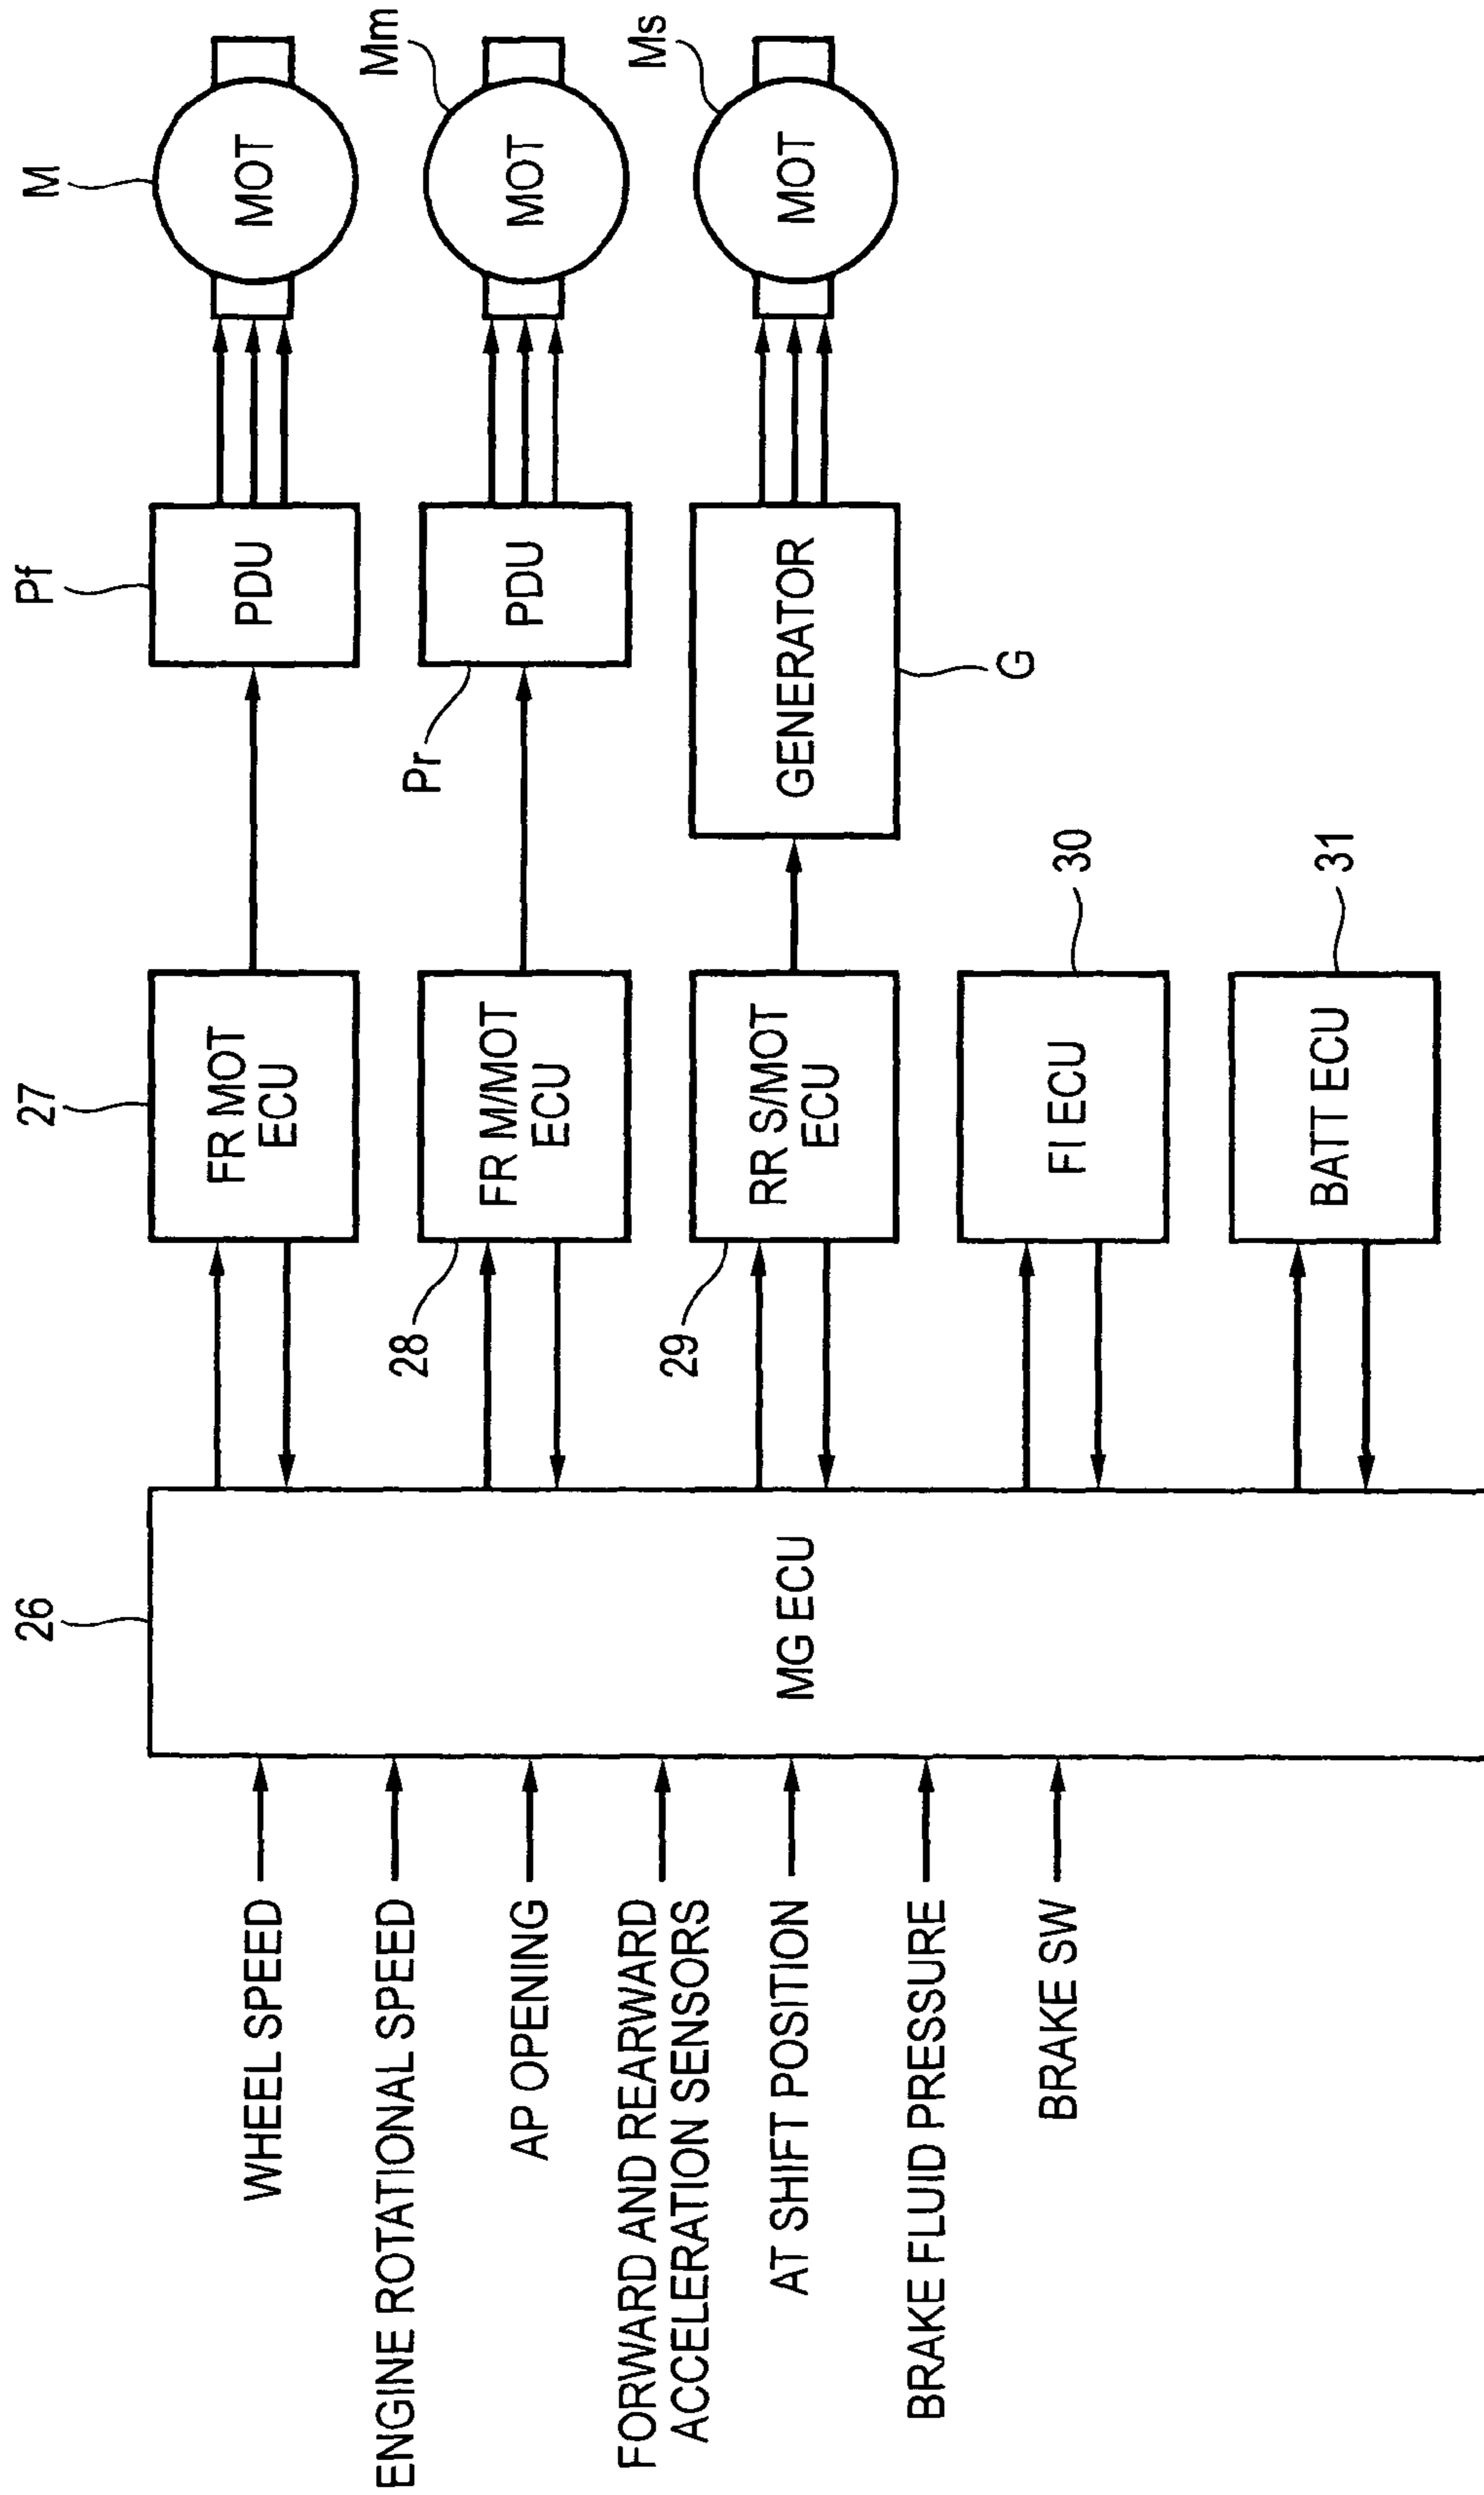 WHEEL SPEED
ENGINE ROTATIONAL SPEED
AP OPENING
FORWARD AND REARWARD
ACCELERATION SENSORS
AT SHIFT POSITION
BRAKE FLUID PRESSURE
BRAKE SW
26
MG ECU
27
FR MOT
ECU
Pf
PDU
M
MOT
28
FR M/MOT
ECU
Pr
PDU
Mm
MOT
29
RR S/MOT
ECU
GENERATOR
G
Ms
MOT
30
FI ECU
31
BATT ECU